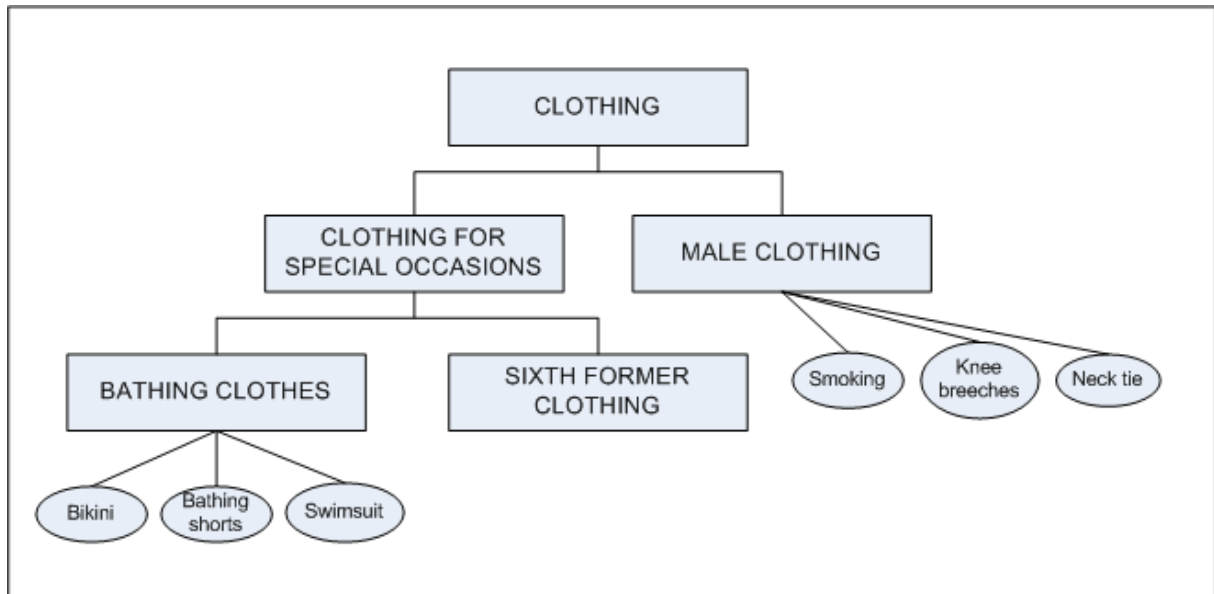 CLOTHING
CLOTHING FOR
SPECIAL OCCASIONS
MALE CLOTHING
BATHING CLOTHES
SIXTH FORMER
CLOTHING
Smoking
Knee
breeches
Neck tie
Bikini
Bathing
shorts
Swimsuit